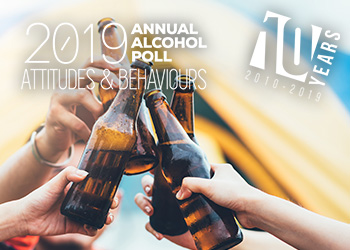 2019 ANNUAL
ALCOHOL
POLL
ATTITUDES & BEHAVIOURS
10 YEARS
2010-2019